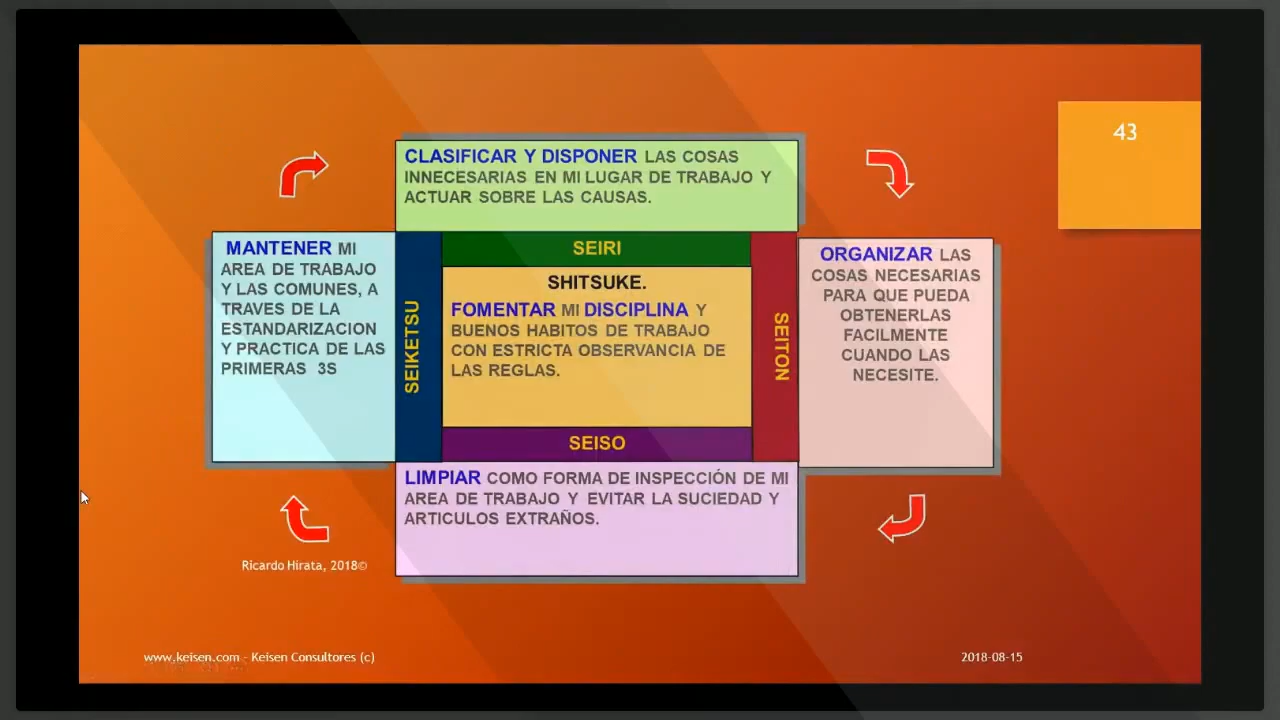 43
CLASIFICAR Y DISPONER LAS COSAS
INNECESARIAS EN MI LUGAR DE TRABAJO Y
ACTUAR SOBRE LAS CAUSAS.
MANTENER MI
AREA DE TRABAJO
Y LAS COMUNES, A
TRAVES DE LA
ESTANDARIZACION
Y PRACTICA DE LAS
PRIMERAS 3S
SEIKETSU
SEIRI
SHITSUKE.
FOMENTAR MI DISCIPLINA Y
BUENOS HABITOS DE TRABAJO
CON ESTRICTA OBSERVANCIA DE
LAS REGLAS.
SEITON
ORGANIZAR LAS
COSAS NECESARIAS
PARA QUE PUEDA
OBTENERLAS
FACILMENTE
CUANDO LAS
NECESITE.
SEISO
LIMPIAR COMO FORMA DE INSPECCIÓN DE MI
AREA DE TRABAJO Y EVITAR LA SUCIEDAD Y
ARTICULOS EXTRAÑOS.
Ricardo Hirata, 2018©
www.keisen.com - Keisen Consultores (c)
2018-08-15